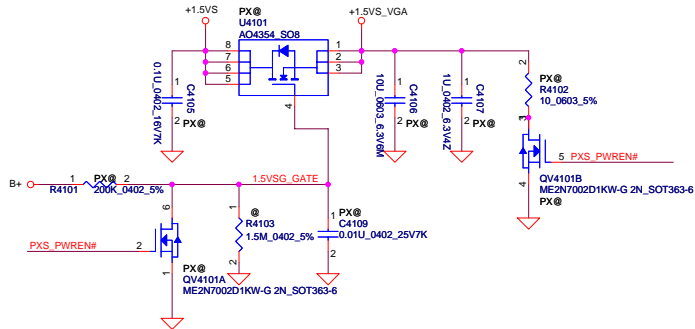 +1.5VS
PX@
U4101
AO4354_SO8
+1.5VS_VGA
8
7
6
5
1
2
3
4
0.1U_0402_16V7K
1
C4105
2
PX@
10U_0603_6.3V6M
1
C4106
2
PX@
1U_0402_6.3V4Z
1
C4107
2
PX@
2
PX@
R4102
10_0603_5%
1
3
5
PXS_PWREN#
4
QV4101B
ME2N7002D1KW-G 2N_SOT363-6
PX@
B+
1
PX@
2
R4101
200K_0402_5%
1.5VSG_GATE
6
PXS_PWREN#
2
1
PX@
QV4101A
ME2N7002D1KW-G 2N_SOT363-6
1
@
R4103
1.5M_0402_5%
2
1
PX@
C4109
0.01U_0402_25V7K
2